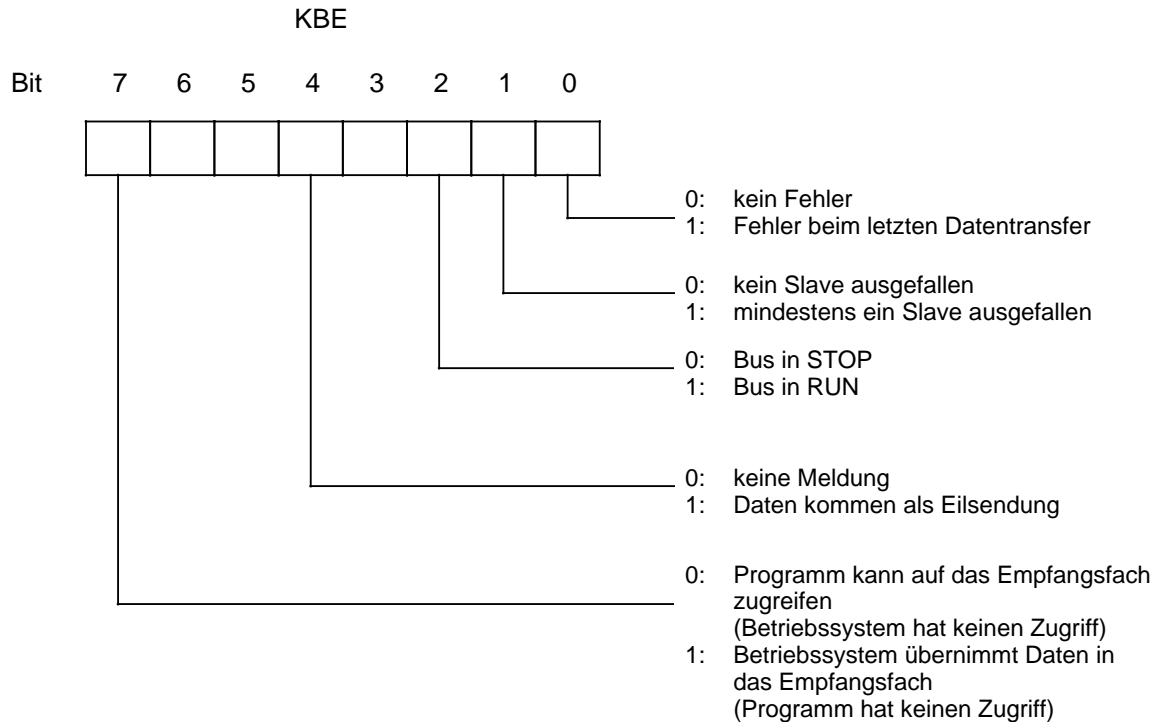 KBE
Bit 7 6 5 4 3 2 1 0
0: kein Fehler
1: Fehler beim letzten Datentransfer
0: kein Slave ausgefallen
1: mindestens ein Slave ausgefallen
0: Bus in STOP
1: Bus in RUN
0: keine Meldung
1: Daten kommen als Eilsendung
0: Programm kann auf das Empfangsfach
zugreifen
(Betriebssystem hat keinen Zugriff)
1: Betriebssystem übernimmt Daten in
das Empfangsfach
(Programm hat keinen Zugriff)